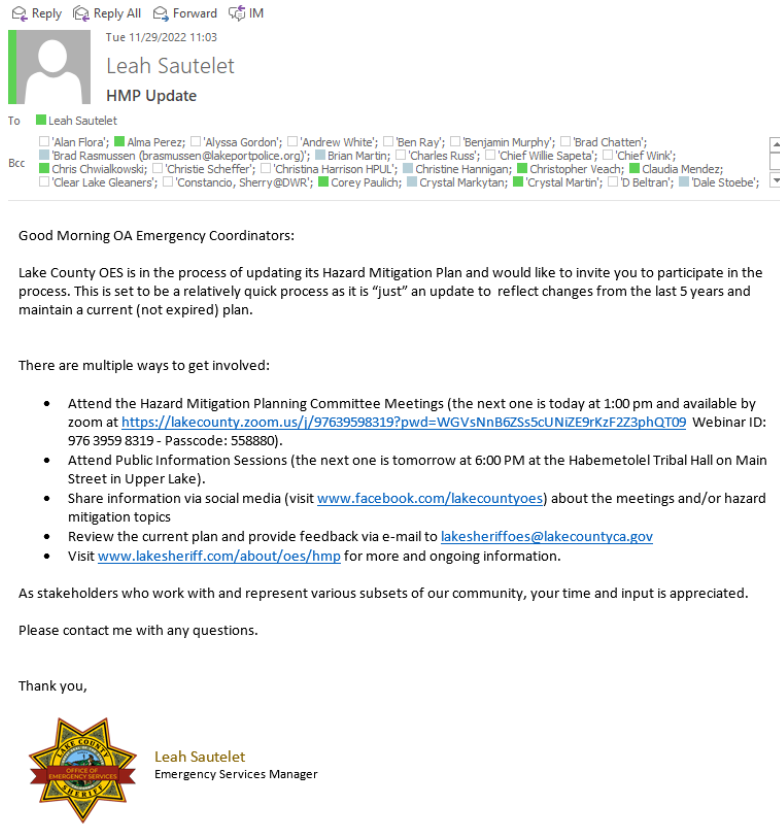 Reply Reply All Forward IM
Tue 11/29/2022 11:03
Leah Sautelet
HMP Update
To Leah Sautelet
Bcc
'Alan Flora'; Alma Perez; 'Alyssa Gordon'; 'Andrew White'; 'Ben Ray'; 'Benjamin Murphy'; 'Brad Chatten';
'Brad Rasmussen (brasmussen@lakeportpolice.org)'; Brian Martin; 'Charles Russ'; 'Chief Willie Sapeta'; 'Chief Wink';
Chris Chwialkowski; 'Christie Scheffer'; 'Christina Harrison HPUL'; Christine Hannigan; Christopher Veach; Claudia Mendez;
'Clear Lake Gleaners'; 'Constancio, Sherry@DWR'; Corey Paulich; Crystal Markytan; 'Crystal Martin'; 'D Beltran'; 'Dale Stoebe';
Good Morning OA Emergency Coordinators:
Lake County OES is in the process of updating its Hazard Mitigation Plan and would like to invite you to participate in the
process. This is set to be a relatively quick process as it is “just” an update to reflect changes from the last 5 years and
maintain a current (not expired) plan.
There are multiple ways to get involved:
• Attend the Hazard Mitigation Planning Committee Meetings (the next one is today at 1:00 pm and available by
zoom at https://lakecounty.zoom.us/j/97639598319?pwd=WGVsNnB6ZSs5cUNiZE9rKzF2Z3phQT09 Webinar ID:
976 3959 8319 - Passcode: 558880).
• Attend Public Information Sessions (the next one is tomorrow at 6:00 PM at the Habemetolel Tribal Hall on Main
Street in Upper Lake).
• Share information via social media (visit www.facebook.com/lakecountyoes) about the meetings and/or hazard
mitigation topics
• Review the current plan and provide feedback via e-mail to lakesheriffoes@lakecountyca.gov
• Visit www.lakesheriff.com/about/oes/hmp for more and ongoing information.
As stakeholders who work with and represent various subsets of our community, your time and input is appreciated.
Please contact me with any questions.
Thank you,
LAKE COUNTY
OFFICE OF
EMERGENCY SERVICES
SHERIFF
Leah Sautelet
Emergency Services Manager